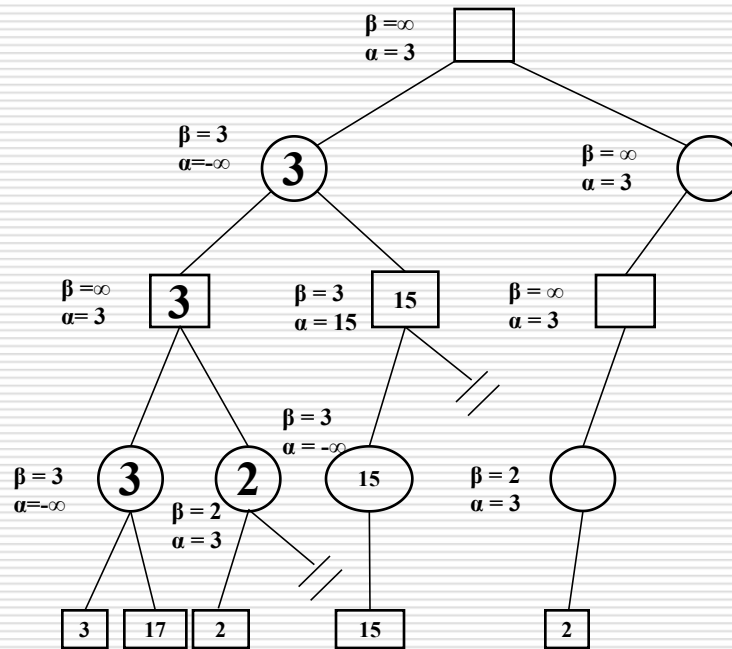 β =∞
α = 3
β = 3
α=-∞
3
β = ∞
α = 3
β =∞
α= 3
3
β = 3
α = 15
15
β = ∞
α = 3
β = 3
α = -∞
β = 3
α=-∞
3
2
β = 2
α = 3
15
β = 2
α = 3
3
17
2
15
2